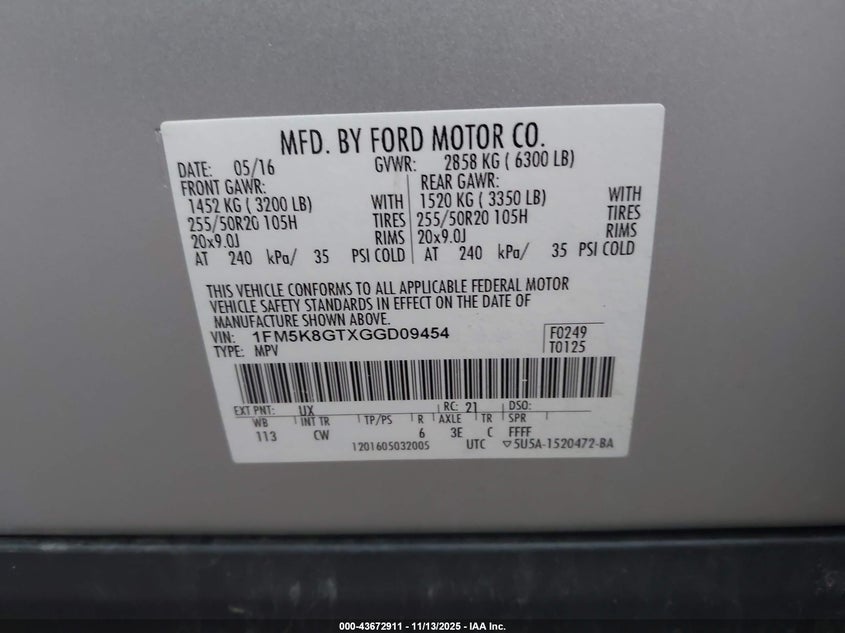 MFD. BY FORD MOTOR CO.
DATE: 05/16 GVWR: 2858 KG ( 6300 LB)
FRONT GAWR: REAR GAWR:
1452 KG ( 3200 LB) WITH 1520 KG ( 3350 LB) WITH
255/50R20 105H TIRES 255/50R20 105H TIRES
20x9.0J RIMS 20x9.0J RIMS
AT 240 kPa/ 35 PSI COLD AT 240 kPa/ 35 PSI COLD
THIS VEHICLE CONFORMS TO ALL APPLICABLE FEDERAL MOTOR
VEHICLE SAFETY STANDARDS IN EFFECT ON THE DATE OF
MANUFACTURE SHOWN ABOVE.
VIN: 1FM5K8GTXGGD09454 F0249
TYPE: MPV T0125
EXT PNT: UX RC: 21 DSO:
WB INT TR TP/PS R AXLE TR SPR
113 CW 6 3E C FFFF
1201605032005 UTC ▽5U5A-1520472-BA
000-43672911 - 11/13/2025 - IAA Inc.